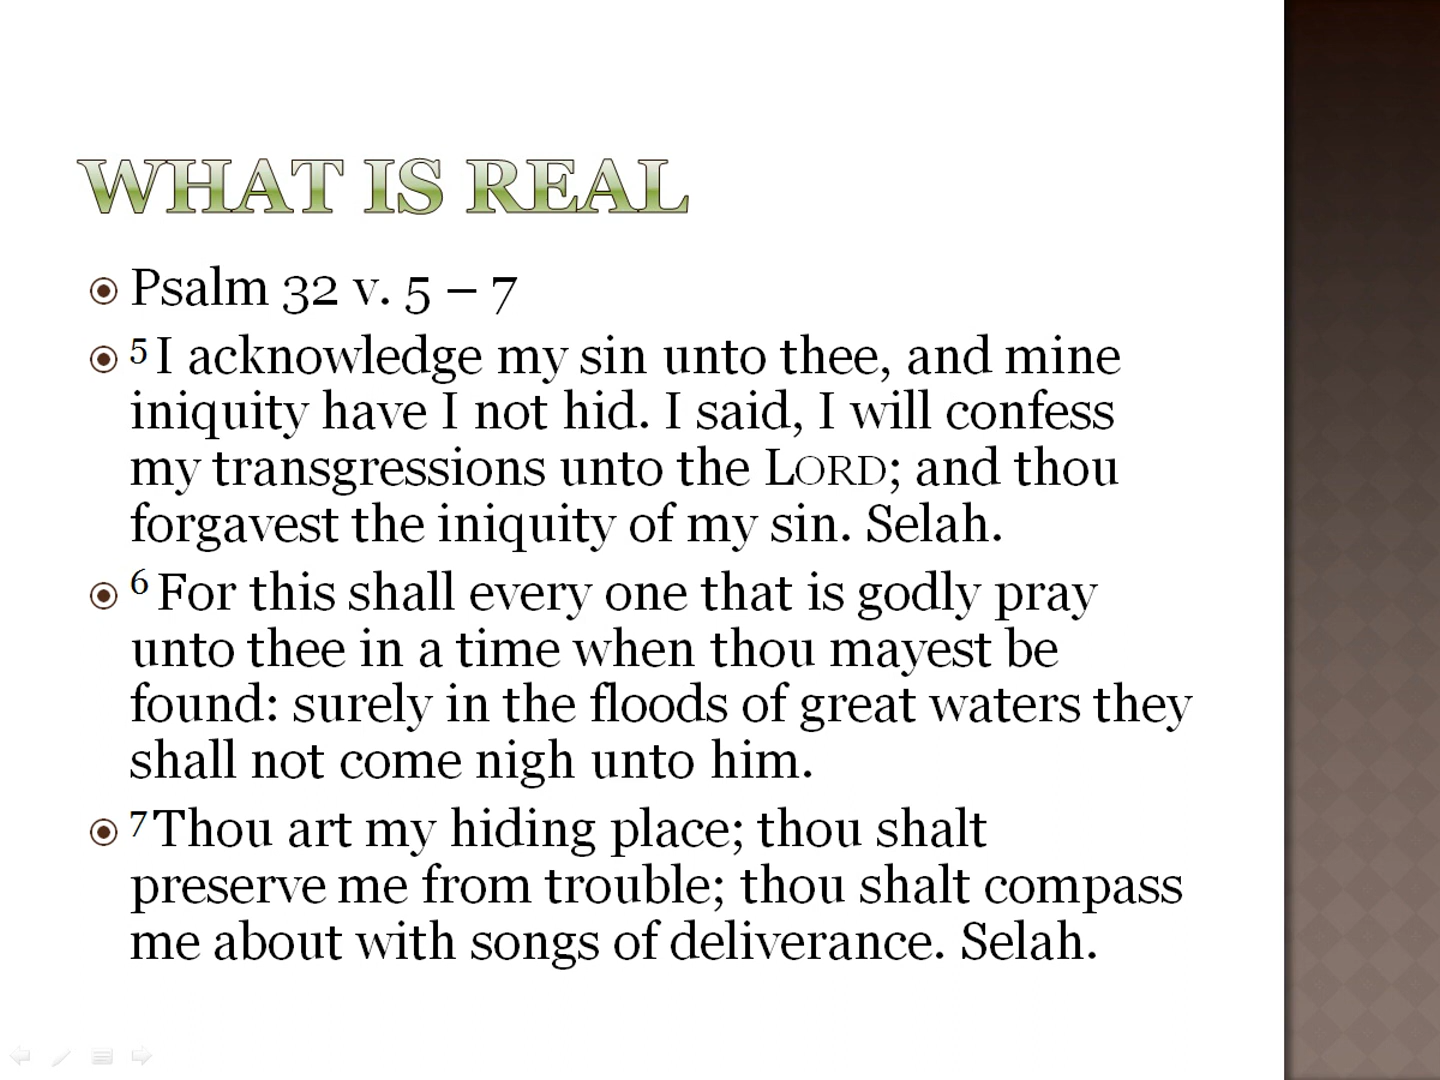 WHAT IS REAL
Psalm 32 v. 5 – 7
5 I acknowledge my sin unto thee, and mine
iniquity have I not hid. I said, I will confess
my transgressions unto the LORD; and thou
forgavest the iniquity of my sin. Selah.
6 For this shall every one that is godly pray
unto thee in a time when thou mayest be
found: surely in the floods of great waters they
shall not come nigh unto him.
7 Thou art my hiding place; thou shalt
preserve me from trouble; thou shalt compass
me about with songs of deliverance. Selah.